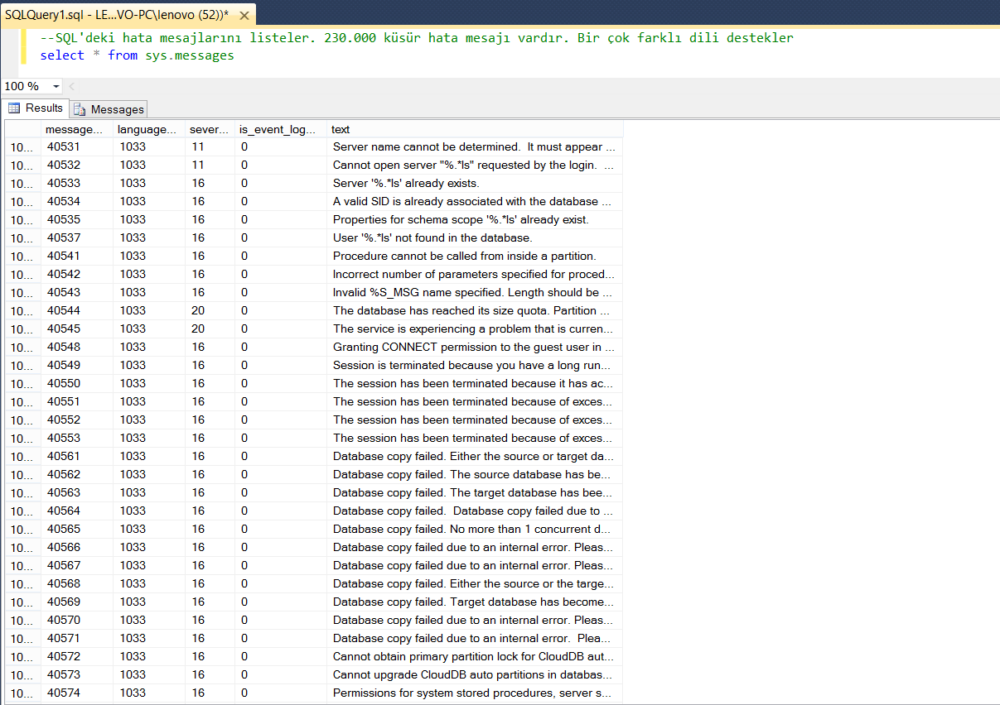 SQLQuery1.sql - LE...VO-PC\lenovo (52))*
--SQL'deki hata mesajlarını listeler. 230.000 küsür hata mesajı vardır. Bir çok farklı dili destekler
select * from sys.messages
100 %
Results Messages
message... language... sever... is_event_log... text
10... 40531 1033 11 0 Server name cannot be determined.  It must appear ...
10... 40532 1033 11 0 Cannot open server "%.*ls" requested by the login.  ...
10... 40533 1033 16 0 Server '%.*ls' already exists.
10... 40534 1033 16 0 A valid SID is already associated with the database ...
10... 40535 1033 16 0 Properties for schema scope '%.*ls' already exist.
10... 40537 1033 16 0 User '%.*ls' not found in the database.
10... 40541 1033 16 0 Procedure cannot be called from inside a partition.
10... 40542 1033 16 0 Incorrect number of parameters specified for proced...
10... 40543 1033 16 0 Invalid %S_MSG name specified. Length should be ...
10... 40544 1033 20 0 The database has reached its size quota. Partition ...
10... 40545 1033 20 0 The service is experiencing a problem that is curren...
10... 40548 1033 16 0 Granting CONNECT permission to the guest user in ...
10... 40549 1033 16 0 Session is terminated because you have a long run...
10... 40550 1033 16 0 The session has been terminated because it has ac...
10... 40551 1033 16 0 The session has been terminated because of exces...
10... 40552 1033 16 0 The session has been terminated because of exces...
10... 40553 1033 16 0 The session has been terminated because of exces...
10... 40561 1033 16 0 Database copy failed. Either the source or target da...
10... 40562 1033 16 0 Database copy failed. The source database has be...
10... 40563 1033 16 0 Database copy failed. The target database has bee...
10... 40564 1033 16 0 Database copy failed.  Database copy failed due to ...
10... 40565 1033 16 0 Database copy failed. No more than 1 concurrent d...
10... 40566 1033 16 0 Database copy failed due to an internal error. Pleas...
10... 40567 1033 16 0 Database copy failed due to an internal error. Pleas...
10... 40568 1033 16 0 Database copy failed. Either the source or the targe...
10... 40569 1033 16 0 Database copy failed. Target database has become...
10... 40570 1033 16 0 Database copy failed due to an internal error. Pleas...
10... 40571 1033 16 0 Database copy failed due to an internal error.  Plea...
10... 40572 1033 16 0 Cannot obtain primary partition lock for CloudDB aut...
10... 40573 1033 16 0 Cannot upgrade CloudDB auto partitions in databas...
10... 40574 1033 16 0 Permissions for system stored procedures, server s...